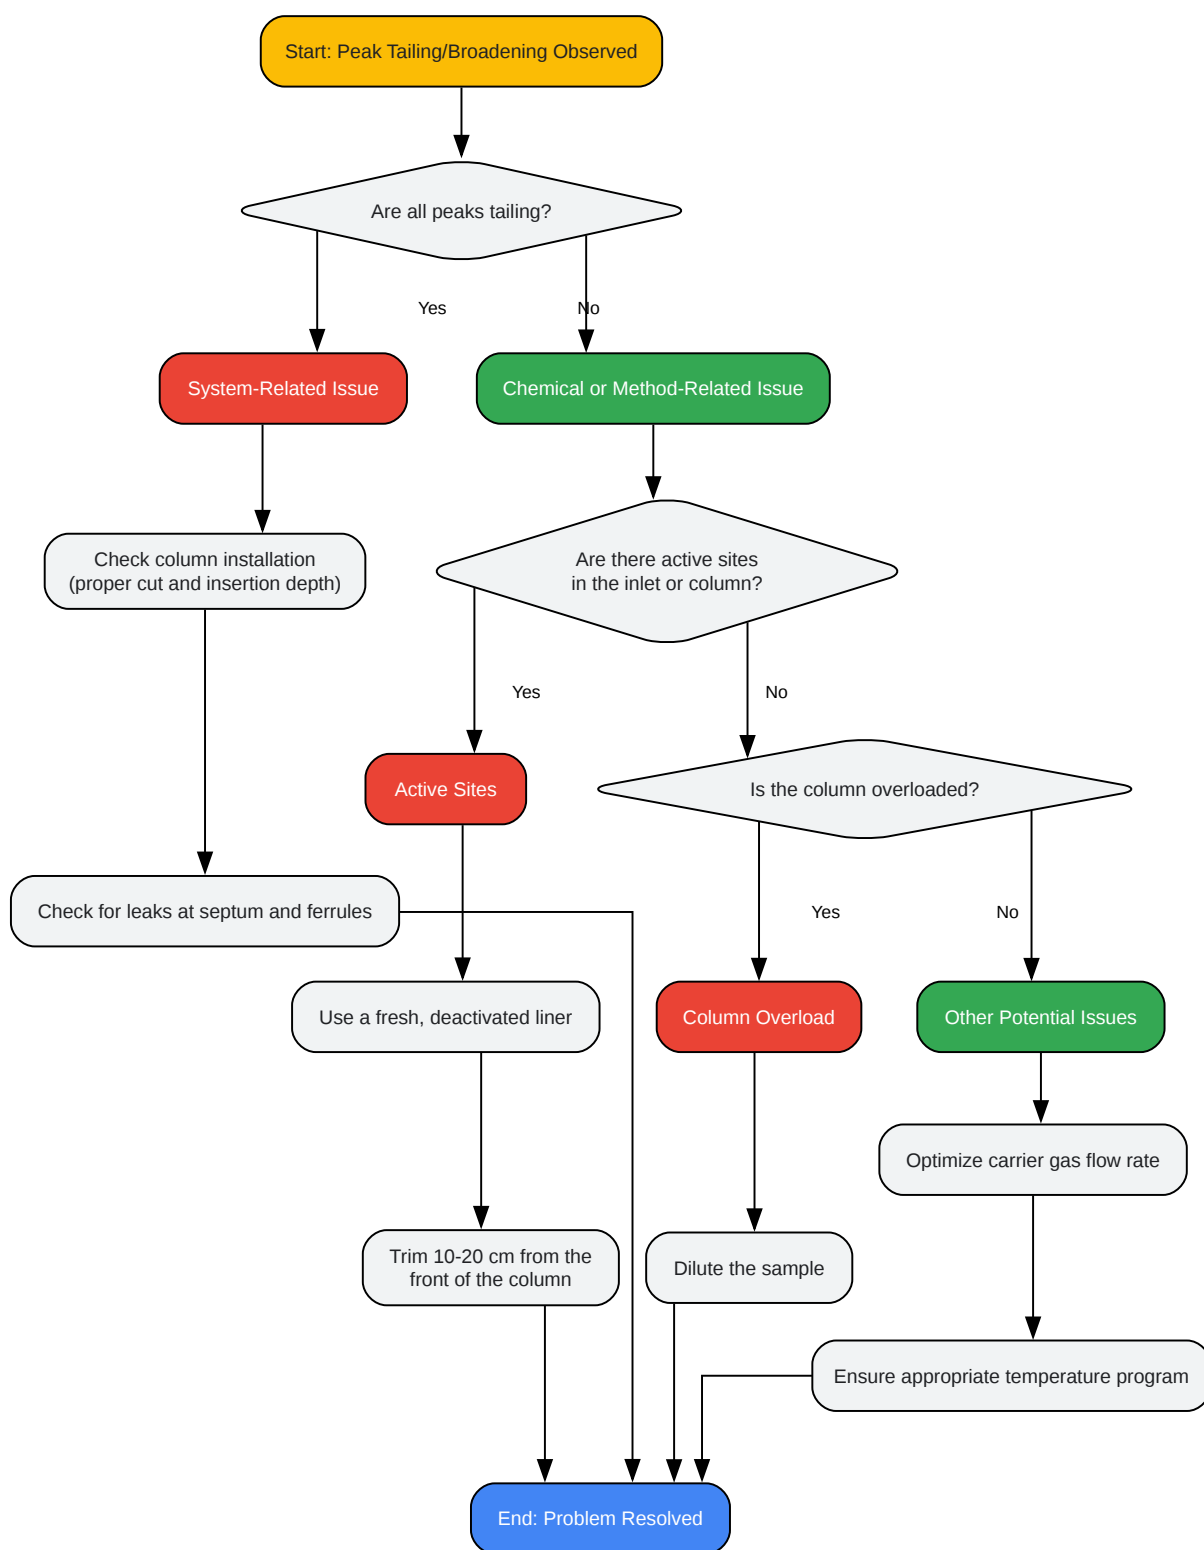 Start: Peak Tailing/Broadening Observed
Are all peaks tailing?
Yes
No
System-Related Issue
Chemical or Method-Related Issue
Check column installation
(proper cut and insertion depth)
Are there active sites
in the inlet or column?
Yes
No
Active Sites
Is the column overloaded?
Check for leaks at septum and ferrules
Yes
No
Use a fresh, deactivated liner
Column Overload
Other Potential Issues
Optimize carrier gas flow rate
Trim 10-20 cm from the
front of the column
Dilute the sample
Ensure appropriate temperature program
End: Problem Resolved